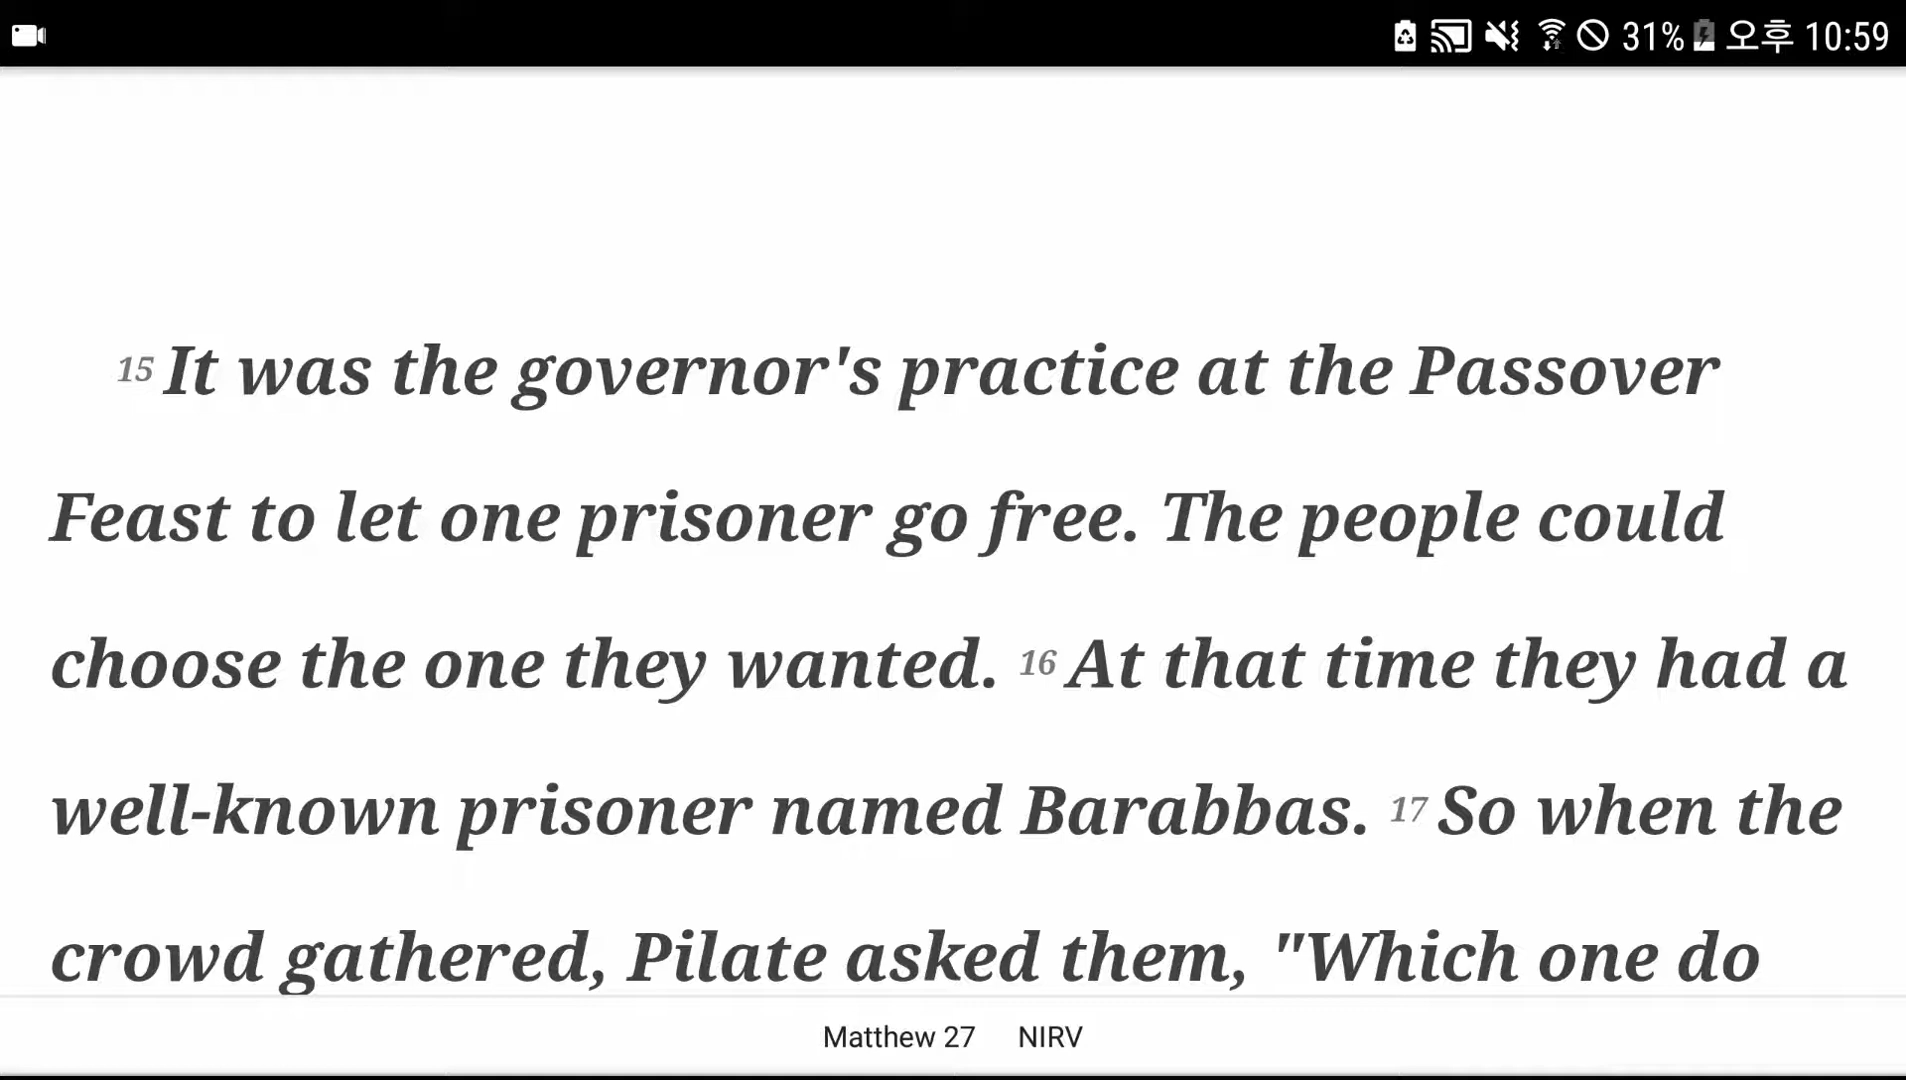 31% 오후 10:59
15 It was the governor's practice at the Passover
Feast to let one prisoner go free. The people could
choose the one they wanted. 16 At that time they had a
well-known prisoner named Barabbas. 17 So when the
crowd gathered, Pilate asked them, "Which one do
Matthew 27 NIRV